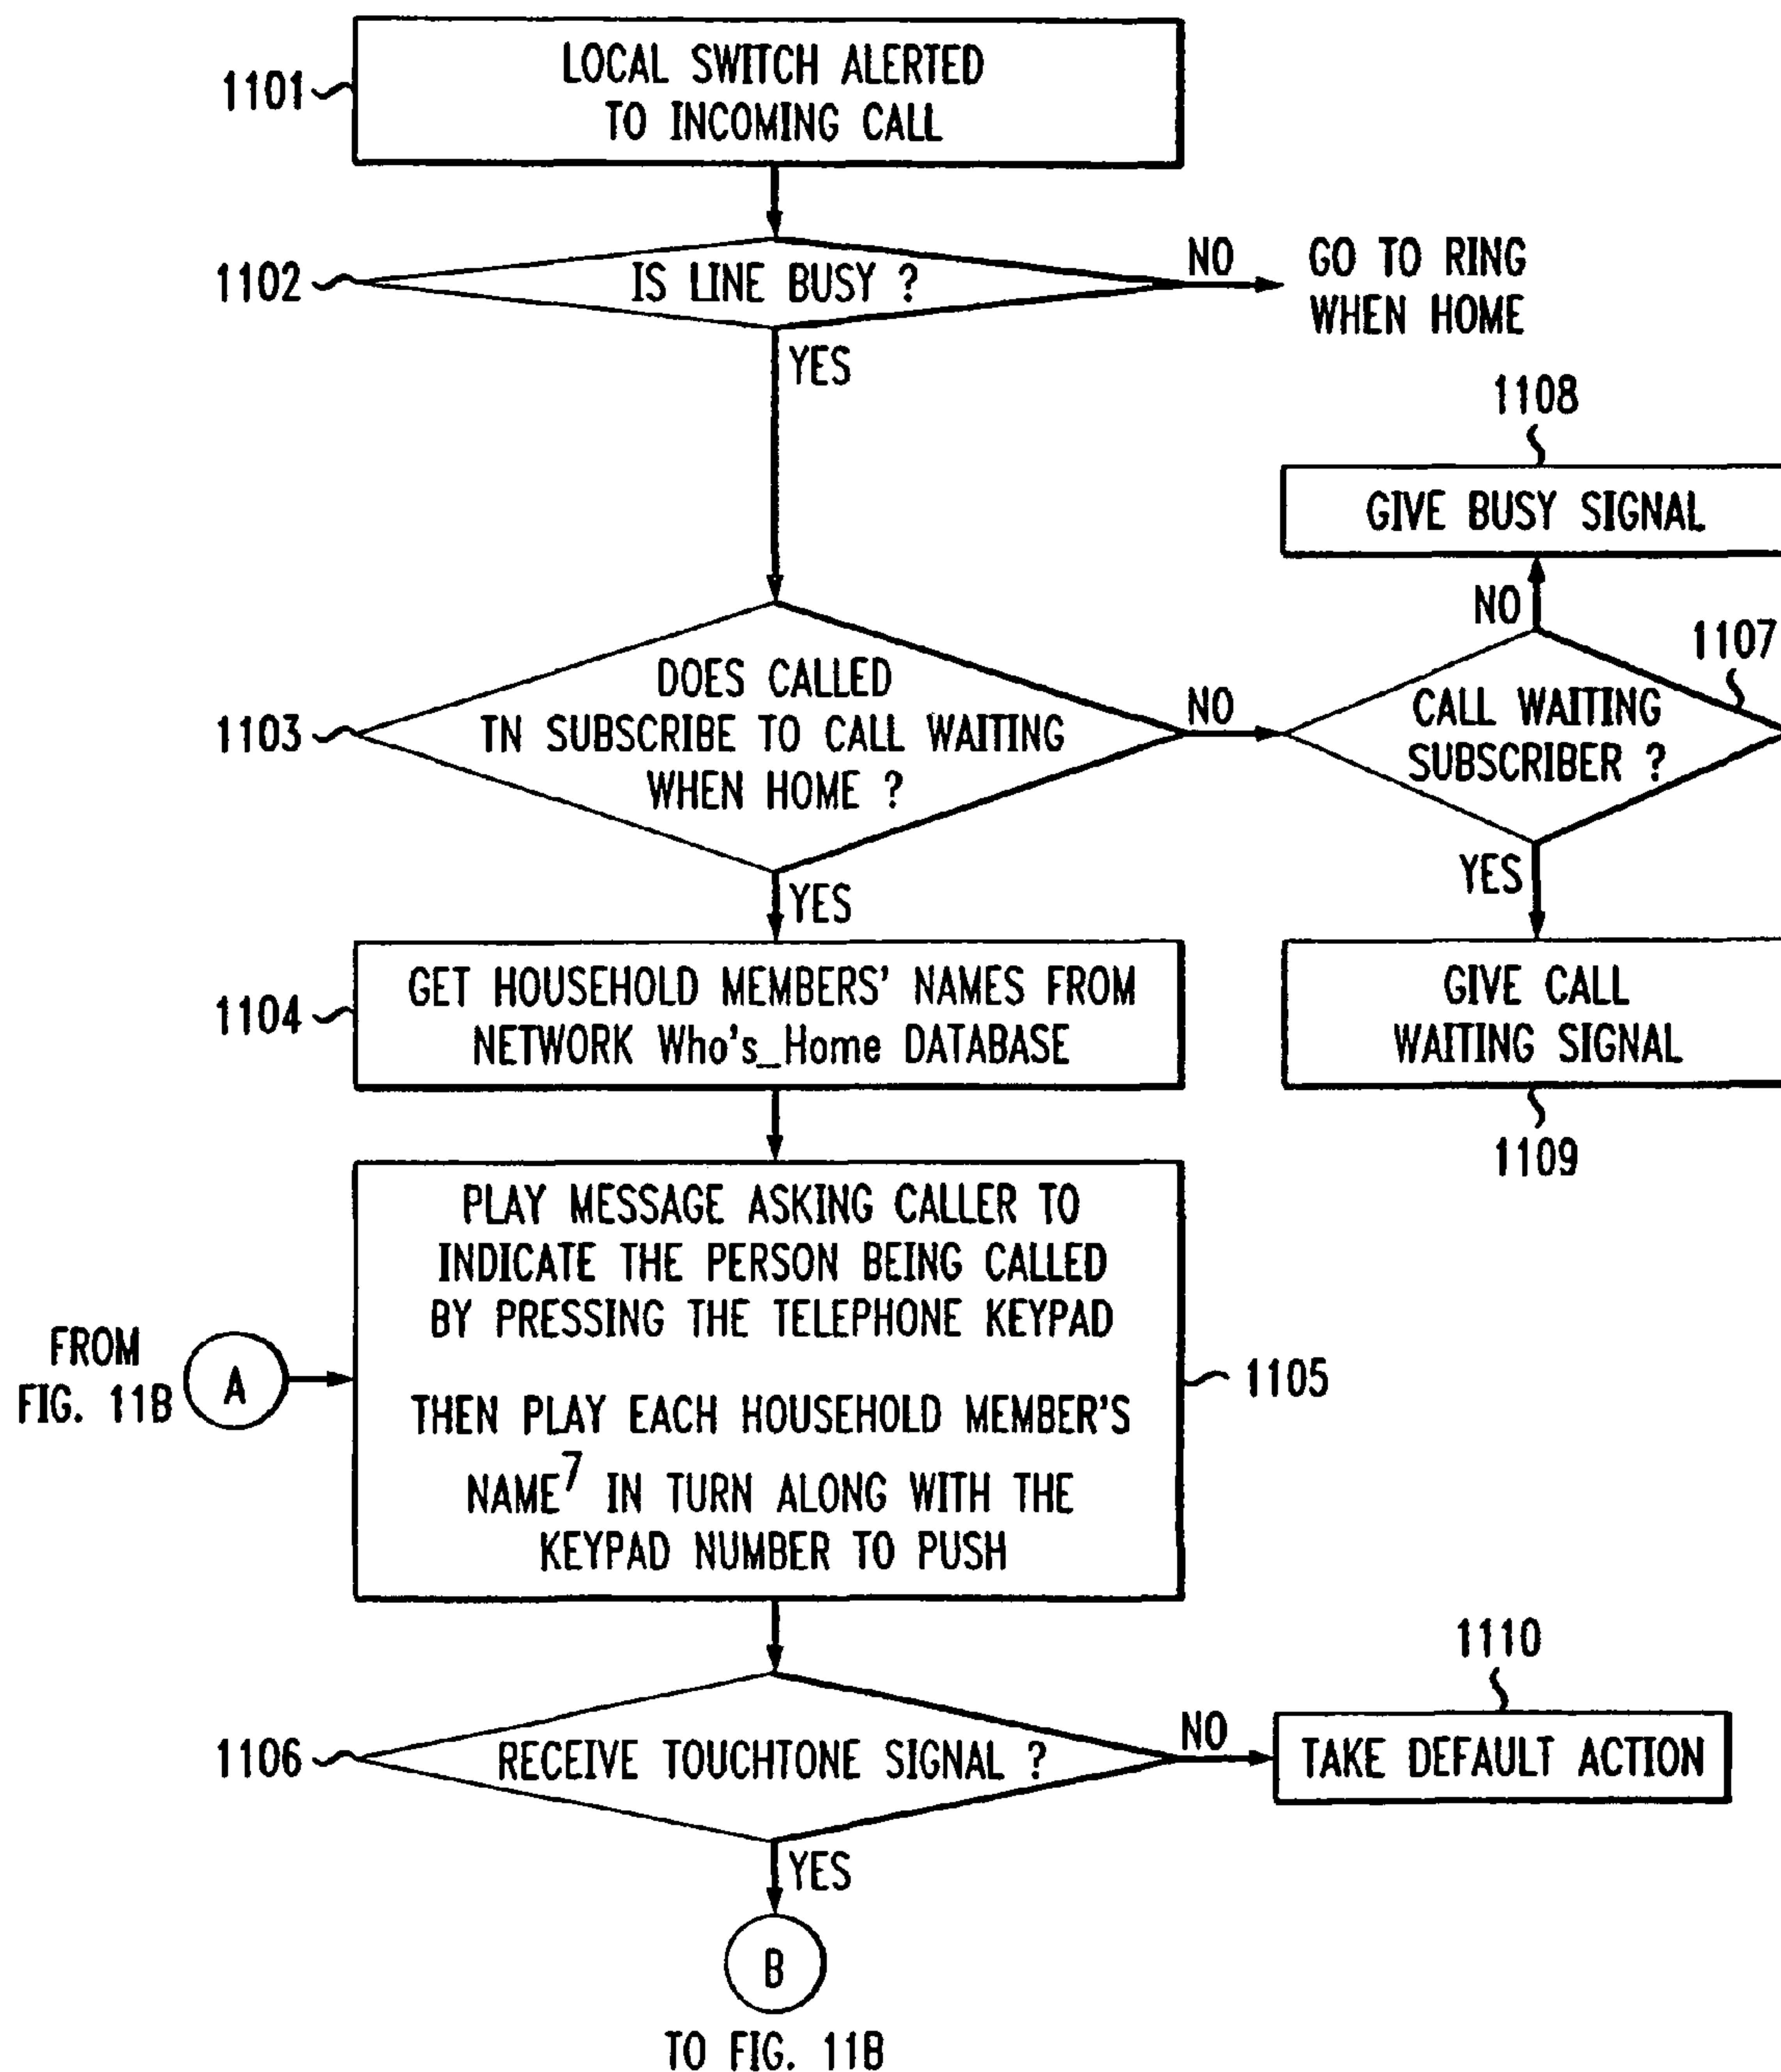 1101
LOCAL SWITCH ALERTED
TO INCOMING CALL
1102
IS LINE BUSY ?
NO
GO TO RING
WHEN HOME
YES
1108
GIVE BUSY SIGNAL
NO
1107
1103
DOES CALLED
TN SUBSCRIBE TO CALL WAITING
WHEN HOME ?
NO
CALL WAITING
SUBSCRIBER ?
YES
YES
1104
GET HOUSEHOLD MEMBERS' NAMES FROM
NETWORK Who's_Home DATABASE
GIVE CALL
WAITING SIGNAL
1109
FROM
FIG. 11B
A
PLAY MESSAGE ASKING CALLER TO
INDICATE THE PERSON BEING CALLED
BY PRESSING THE TELEPHONE KEYPAD
THEN PLAY EACH HOUSEHOLD MEMBER'S
NAME7 IN TURN ALONG WITH THE
KEYPAD NUMBER TO PUSH
1105
1106
RECEIVE TOUCHTONE SIGNAL ?
NO
1110
TAKE DEFAULT ACTION
YES
B
TO FIG. 11B